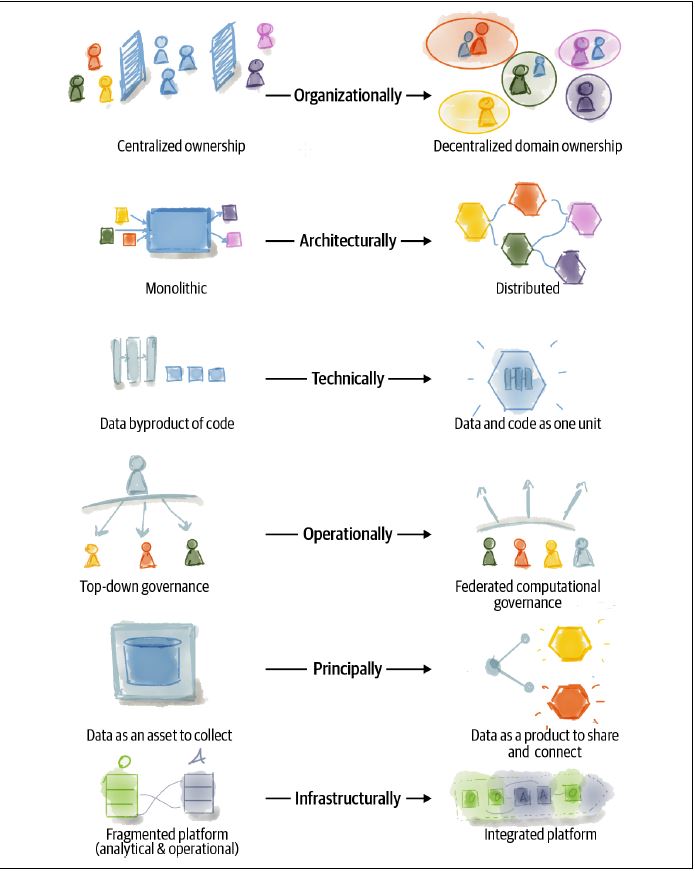 Organizationally
Centralized ownership
Decentralized domain ownership
Architecturally
Monolithic
Distributed
Technically
Data byproduct of code
Data and code as one unit
Operationally
Top-down governance
Federated computational
governance
Principally
Data as an asset to collect
Data as a product to share
and connect
O
A
Infrastructurally
O O A A O
Fragmented platform
(analytical & operational)
Integrated platform